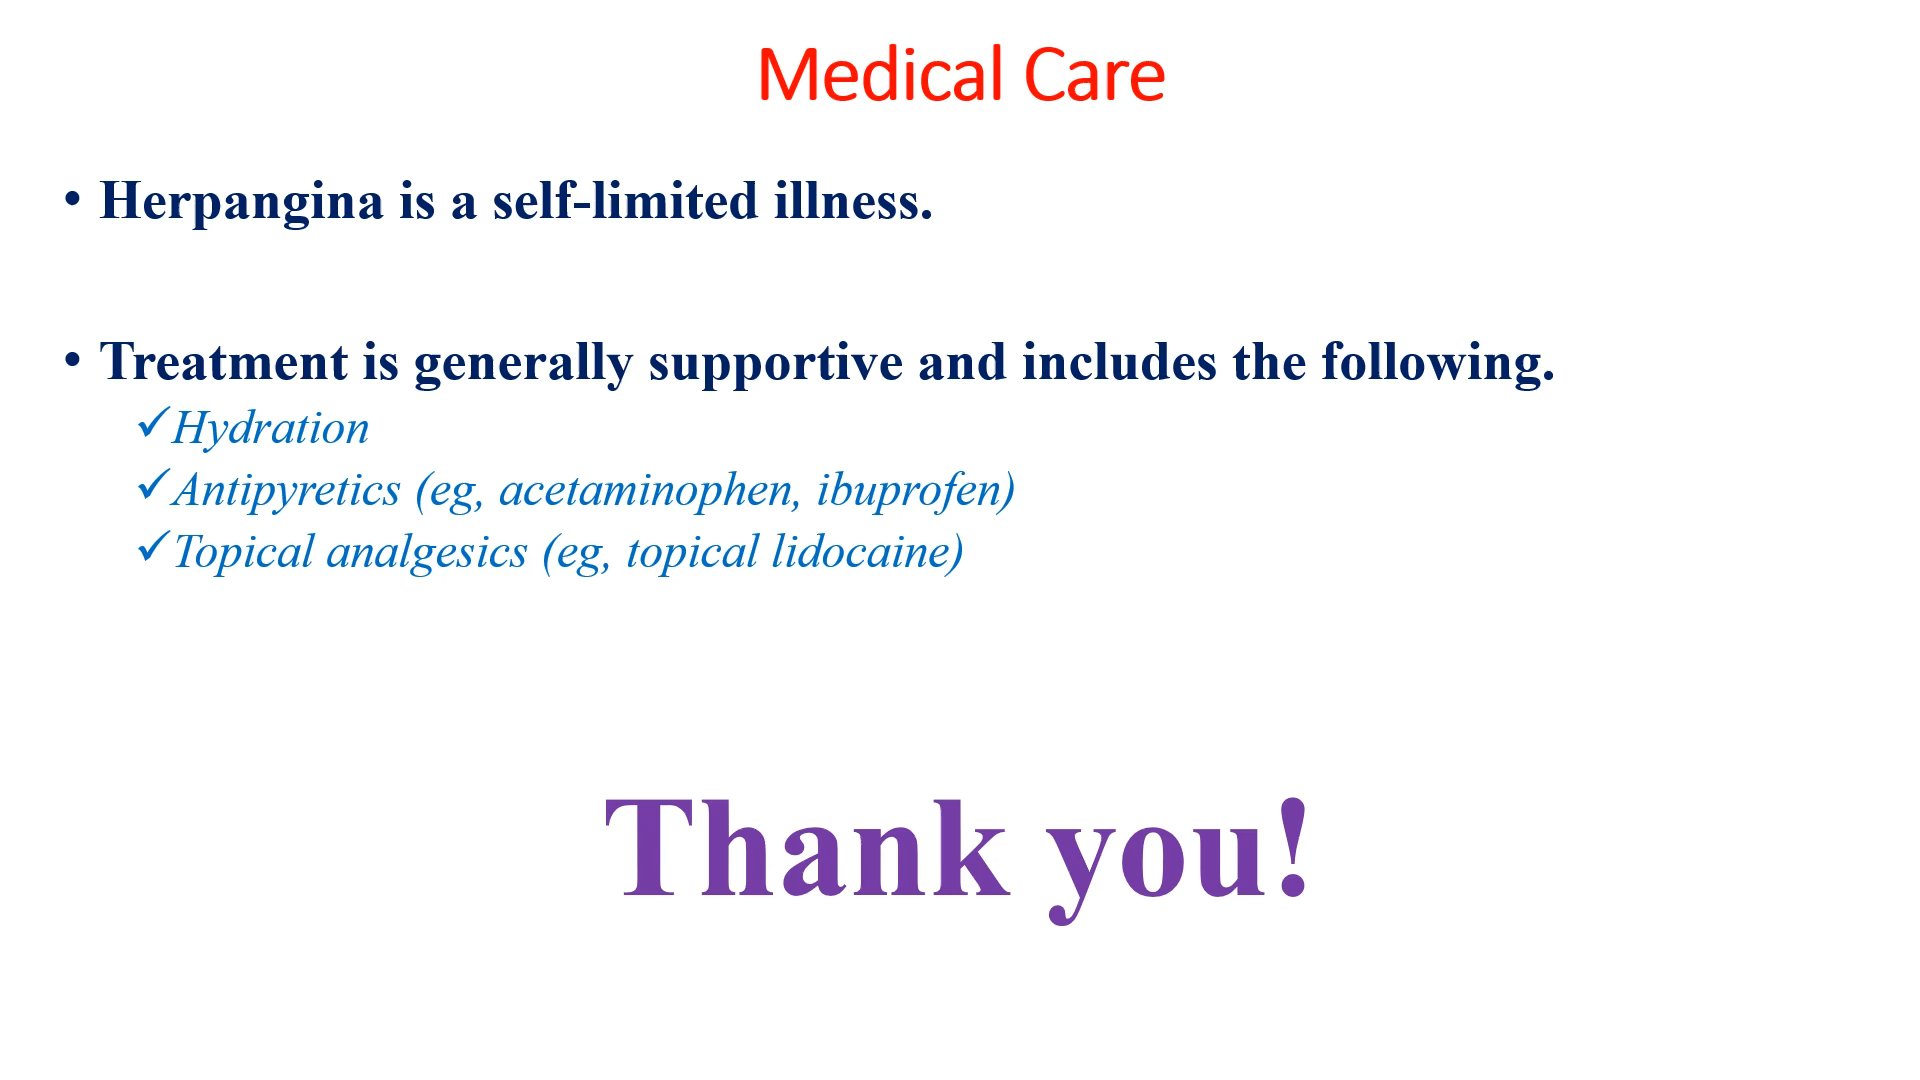 Medical Care
• Herpangina is a self-limited illness.
• Treatment is generally supportive and includes the following.
✓Hydration
✓Antipyretics (eg, acetaminophen, ibuprofen)
✓Topical analgesics (eg, topical lidocaine)
Thank you!